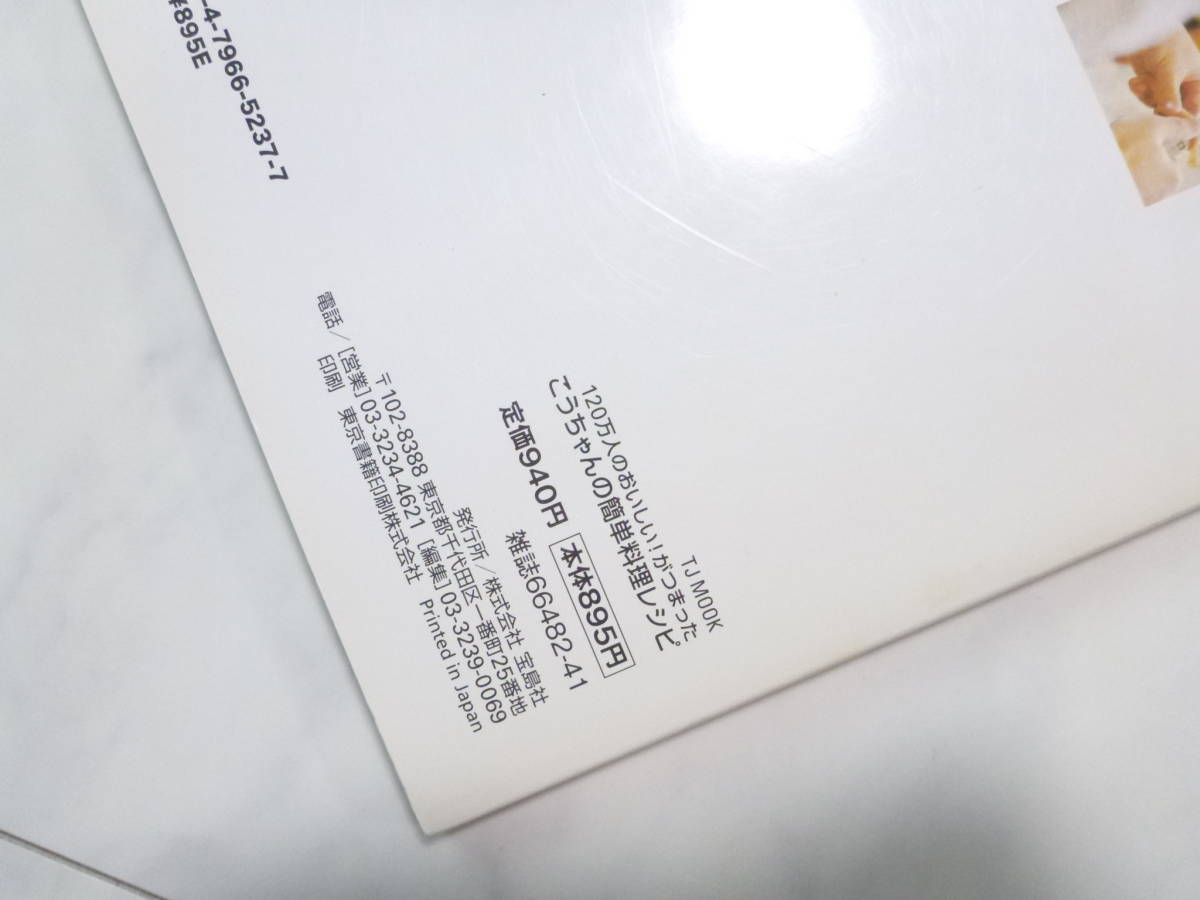 -4-7966-5237-7
¥895E
TJ MOOK
120万人のおいしい!がつまった
こうちゃんの簡単料理レシピ
定価940円 本体895円
雑誌66482-41
発行所/株式会社 宝島社
〒102-8388 東京都千代田区一番町25番地
電話/[営業]03-3234-4621 [編集]03-3239-0069
印刷 東京書籍印刷株式会社 Printed in Japan